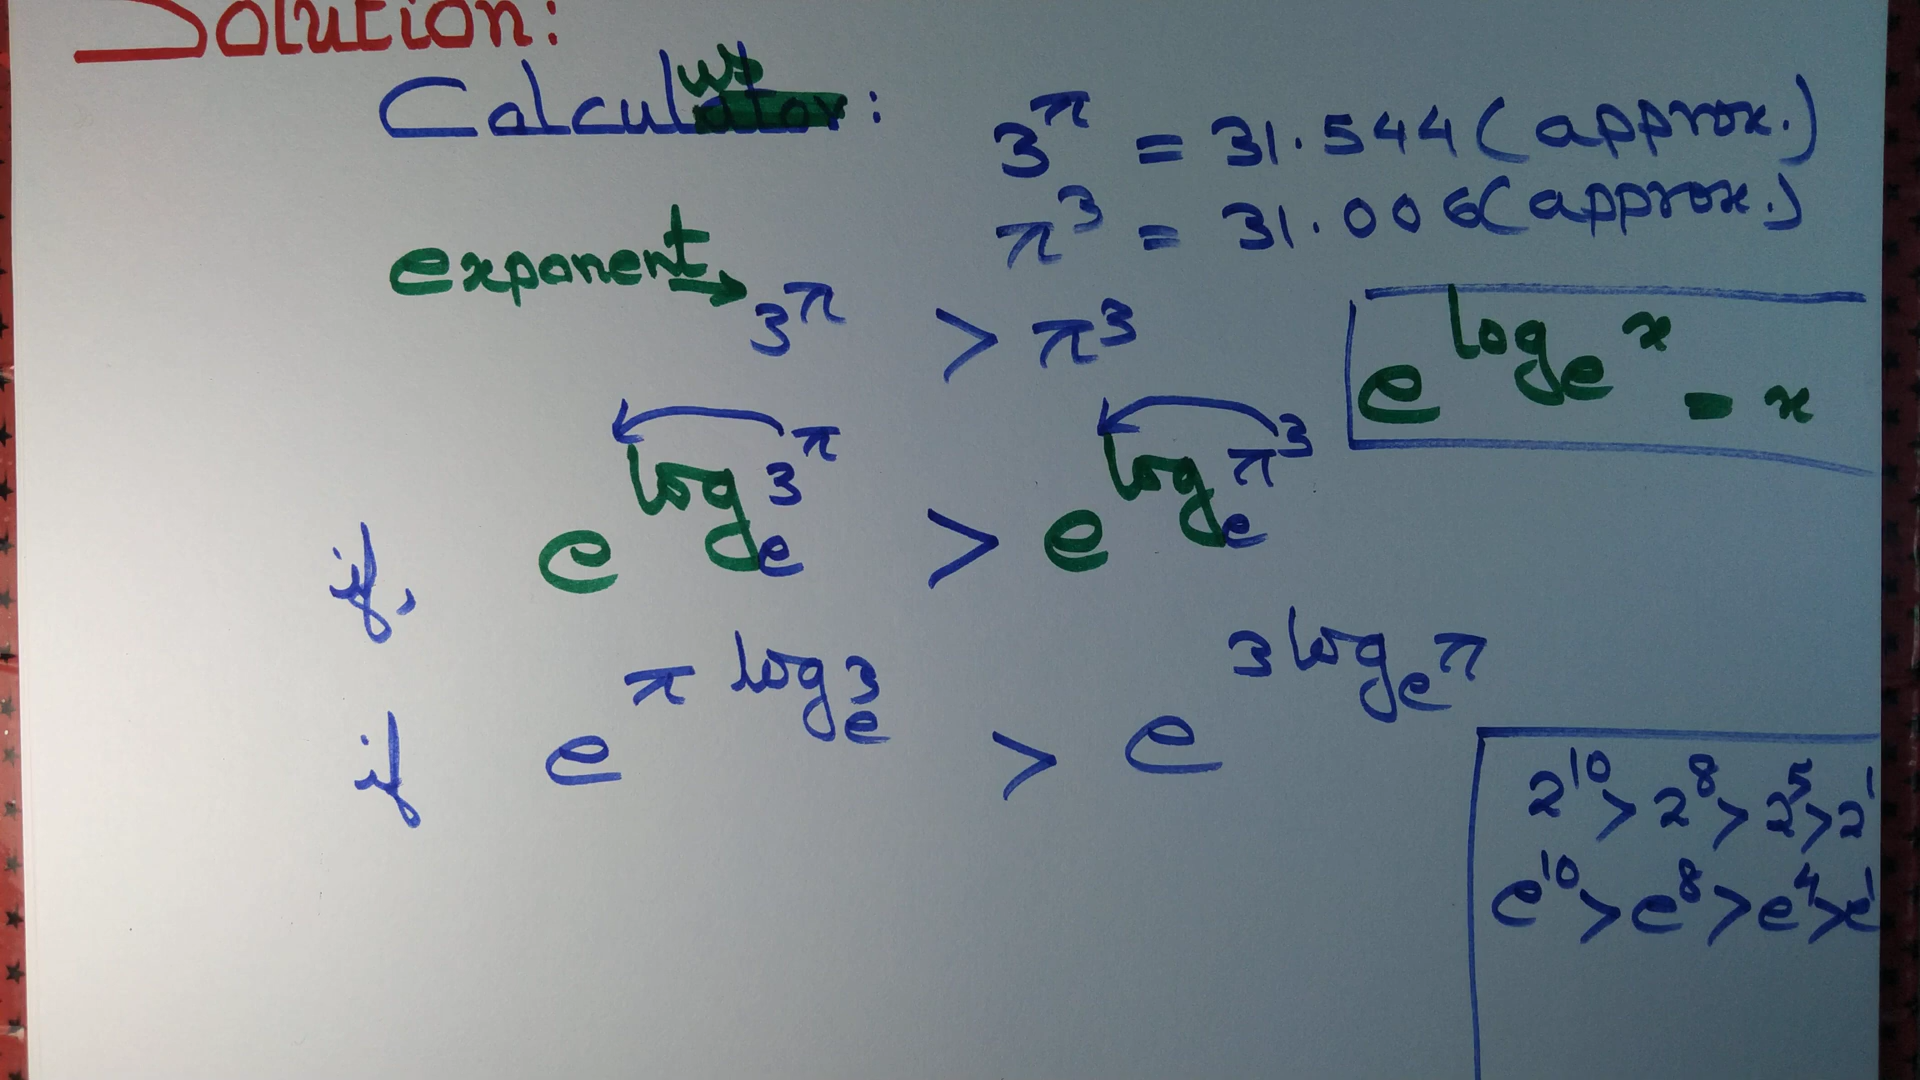 Solution:
Calculus:
3^π = 31.544 (approx.)
π^3 = 31.006 (approx.)
exponent →
3^π > π^3
e^(log_e x) = x
if, e^(log_e 3^π) > e^(log_e π^3)
if e^(π log_e 3) > e^(3 log_e π)
2^10 > 2^8 > 2^5 > 2^1
e^10 > e^8 > e^4 > e^1